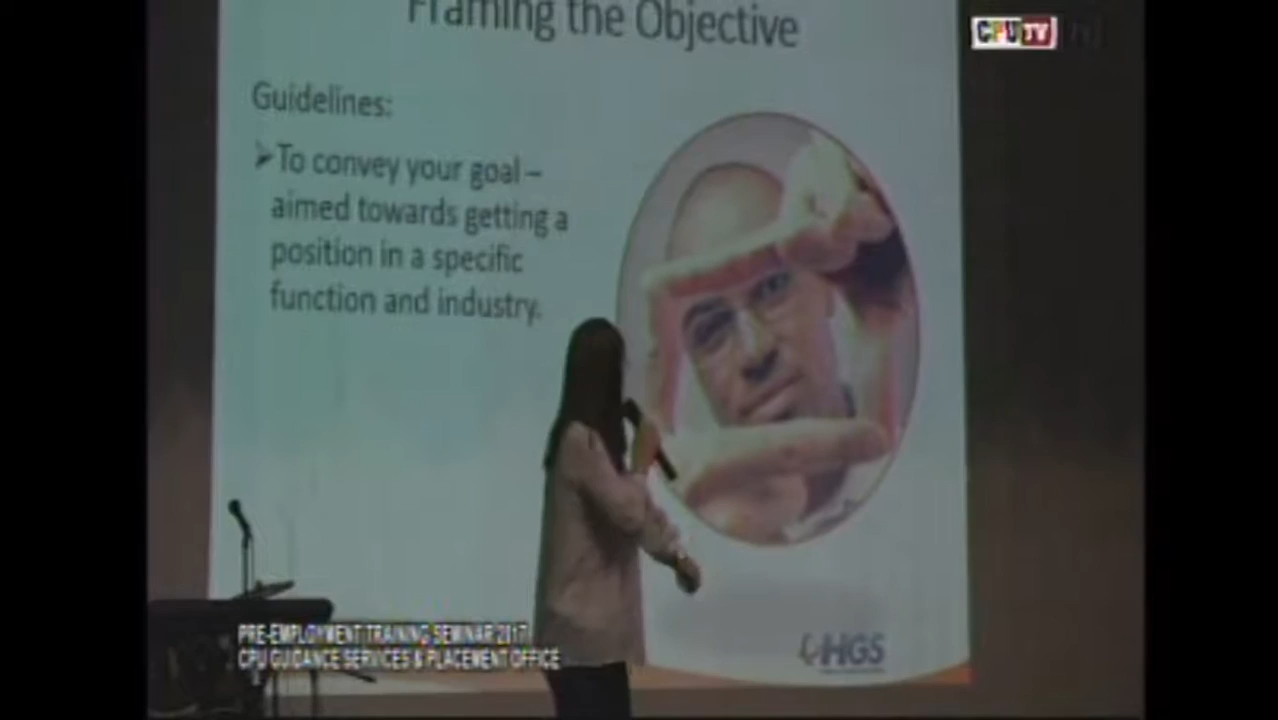 Framing the Objective
CPU TV
Guidelines:
➢To convey your goal –
aimed towards getting a
position in a specific
function and industry.
PRE-EMPLOYMENT TRAINING SEMINAR 2017
CPU GUIDANCE SERVICES & PLACEMENT OFFICE
HGS